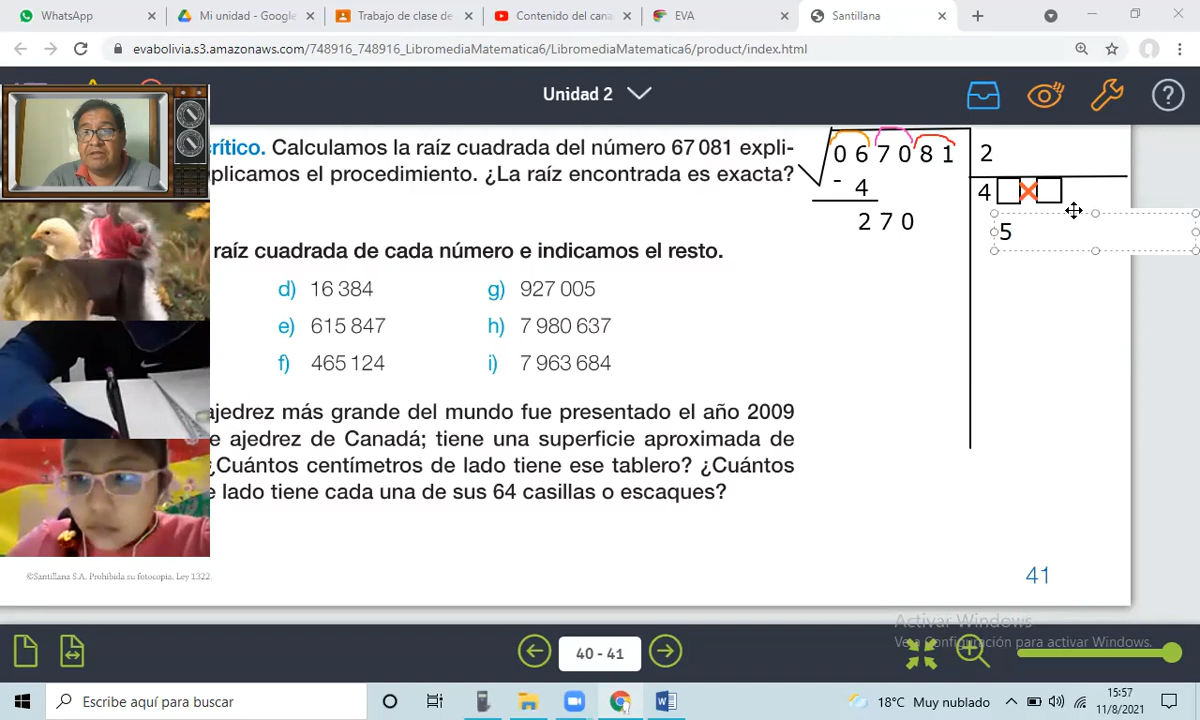 WhatsApp
Mi unidad - Google
Trabajo de clase de
Contenido del cana
EVA
Santillana
evabolivia.s3.amazonaws.com/748916_748916_LibromediaMatematica6/LibromediaMatematica6/product/index.html
Unidad 2
crítico. Calculamos la raíz cuadrada del número 67 081 expli-
plicamos el procedimiento. ¿La raíz encontrada es exacta?
raíz cuadrada de cada número e indicamos el resto.
d) 16 384
g) 927 005
e) 615 847
h) 7 980 637
f) 465 124
i) 7 963 684
ajedrez más grande del mundo fue presentado el año 2009
e ajedrez de Canadá; tiene una superficie aproximada de
¿Cuántos centímetros de lado tiene ese tablero? ¿Cuántos
e lado tiene cada una de sus 64 casillas o escaques?
0 6 7 0 8 1
2
- 4
4 □×□
2 7 0
5
©Santillana S.A. Prohibida su fotocopia. Ley 1322
41
Activar Windows
Ve a Configuración para activar Windows.
40 - 41
Escribe aquí para buscar
18°C Muy nublado
15:57
11/8/2021